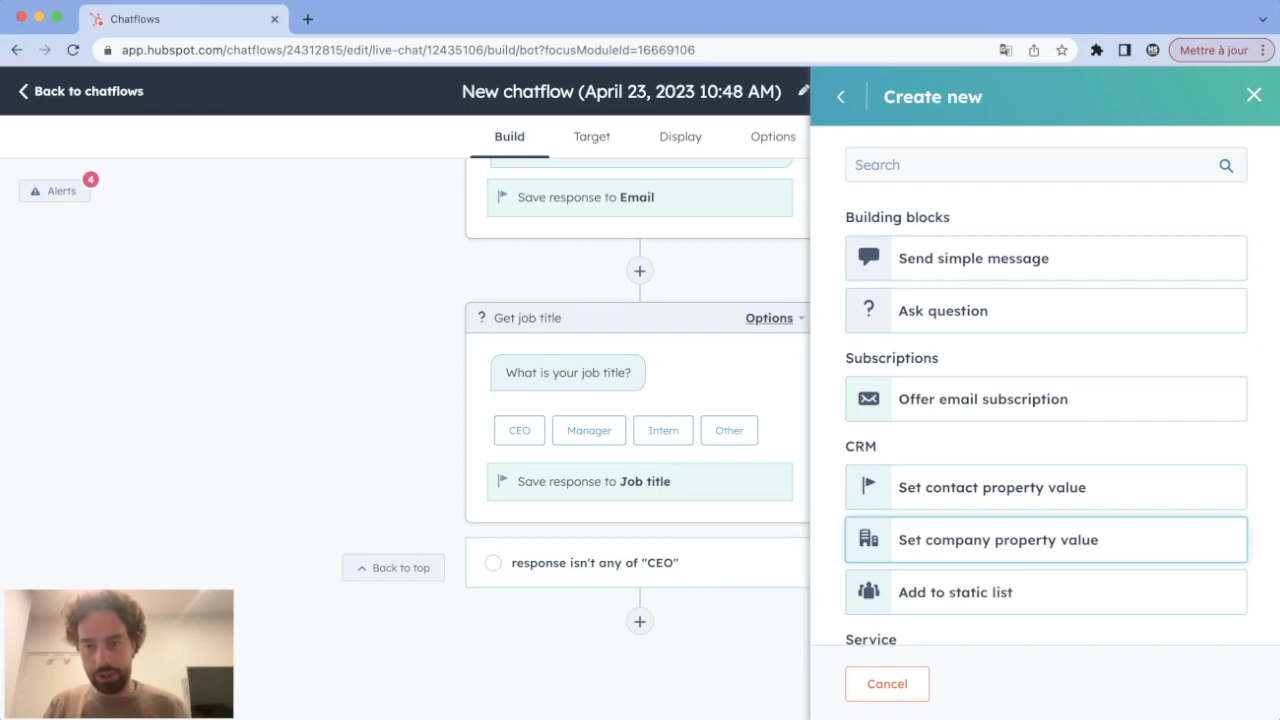 Chatflows
app.hubspot.com/chatflows/24312815/edit/live-chat/12435106/build/bot?focusModuleId=16669106
Mettre à jour
Back to chatflows
New chatflow (April 23, 2023 10:48 AM)
Build
Target
Display
Options
Alerts
4
Save response to Email
Get job title
Options
What is your job title?
CEO
Manager
Intern
Other
Save response to Job title
response isn't any of "CEO"
Back to top
Create new
Search
Building blocks
Send simple message
Ask question
Subscriptions
Offer email subscription
CRM
Set contact property value
Set company property value
Add to static list
Service
Cancel